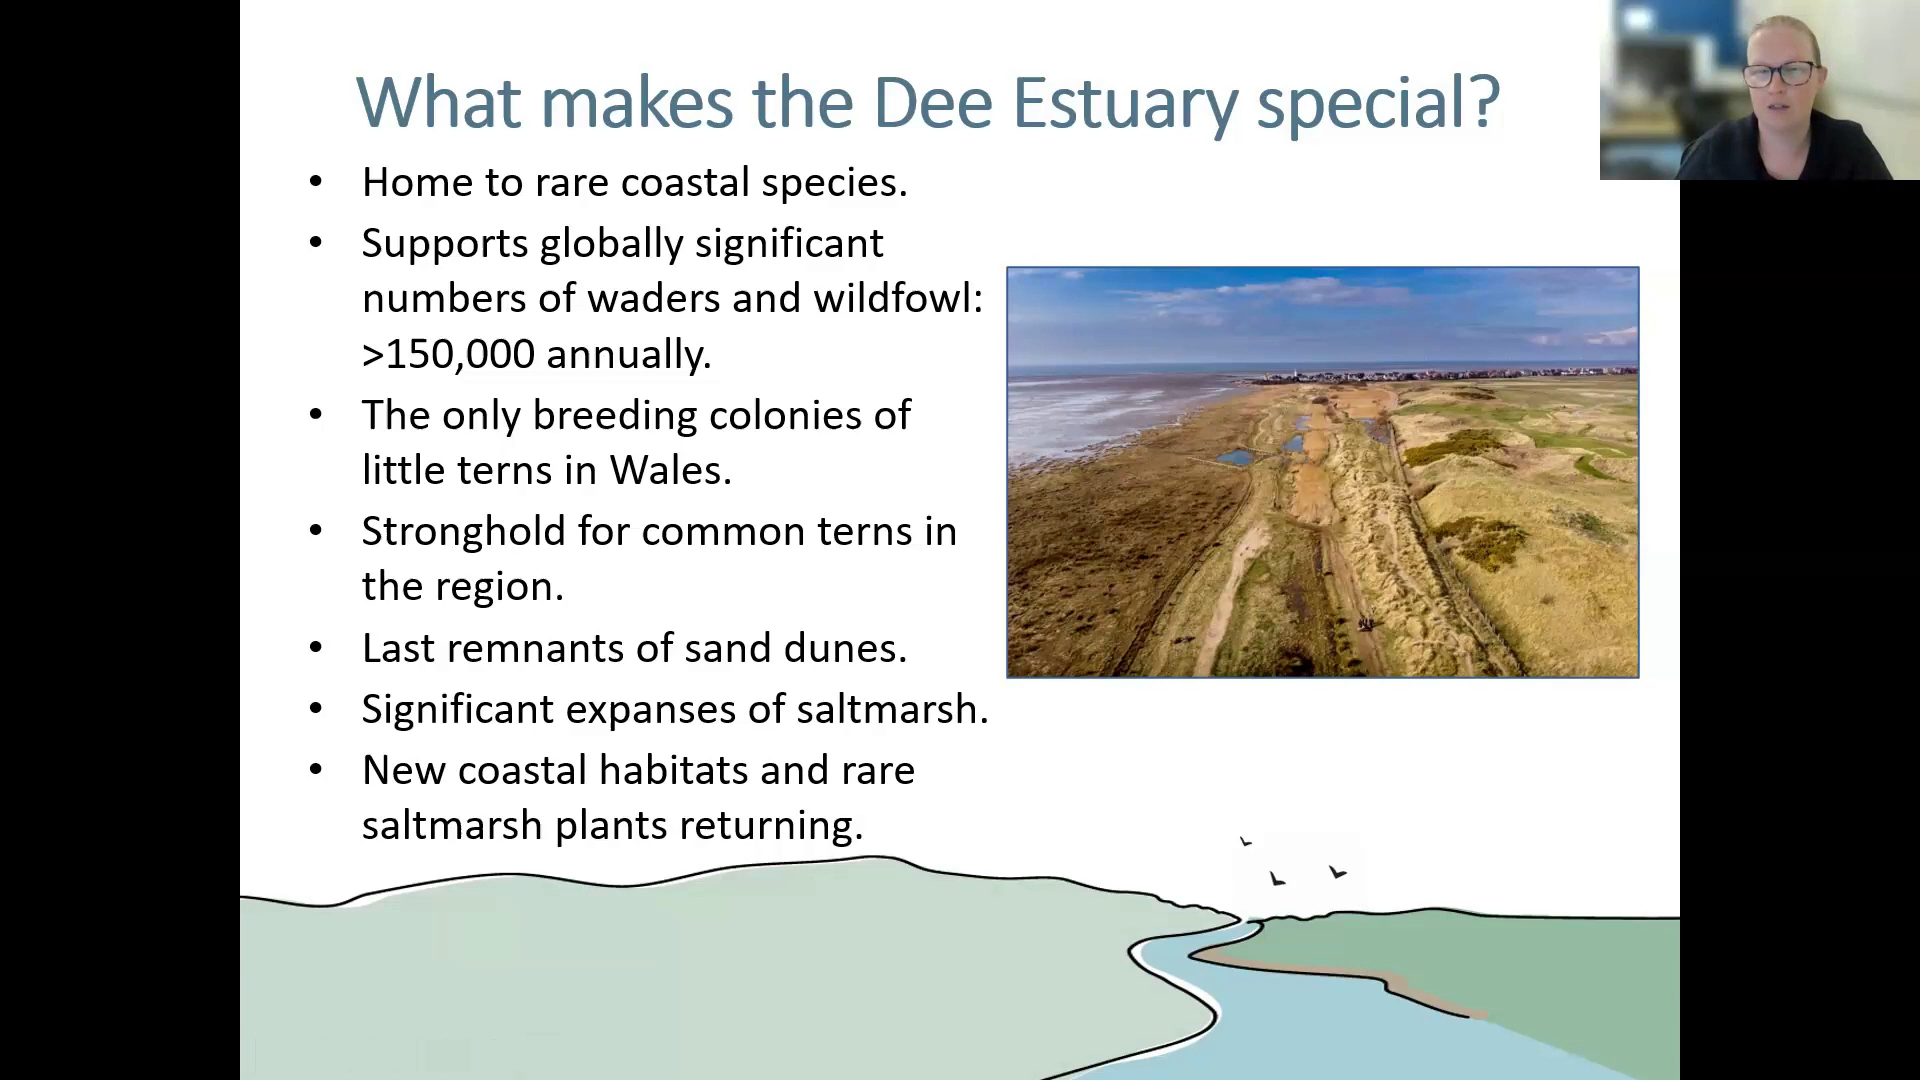 What makes the Dee Estuary special?
• Home to rare coastal species.
• Supports globally significant
numbers of waders and wildfowl:
>150,000 annually.
• The only breeding colonies of
little terns in Wales.
• Stronghold for common terns in
the region.
• Last remnants of sand dunes.
• Significant expanses of saltmarsh.
• New coastal habitats and rare
saltmarsh plants returning.